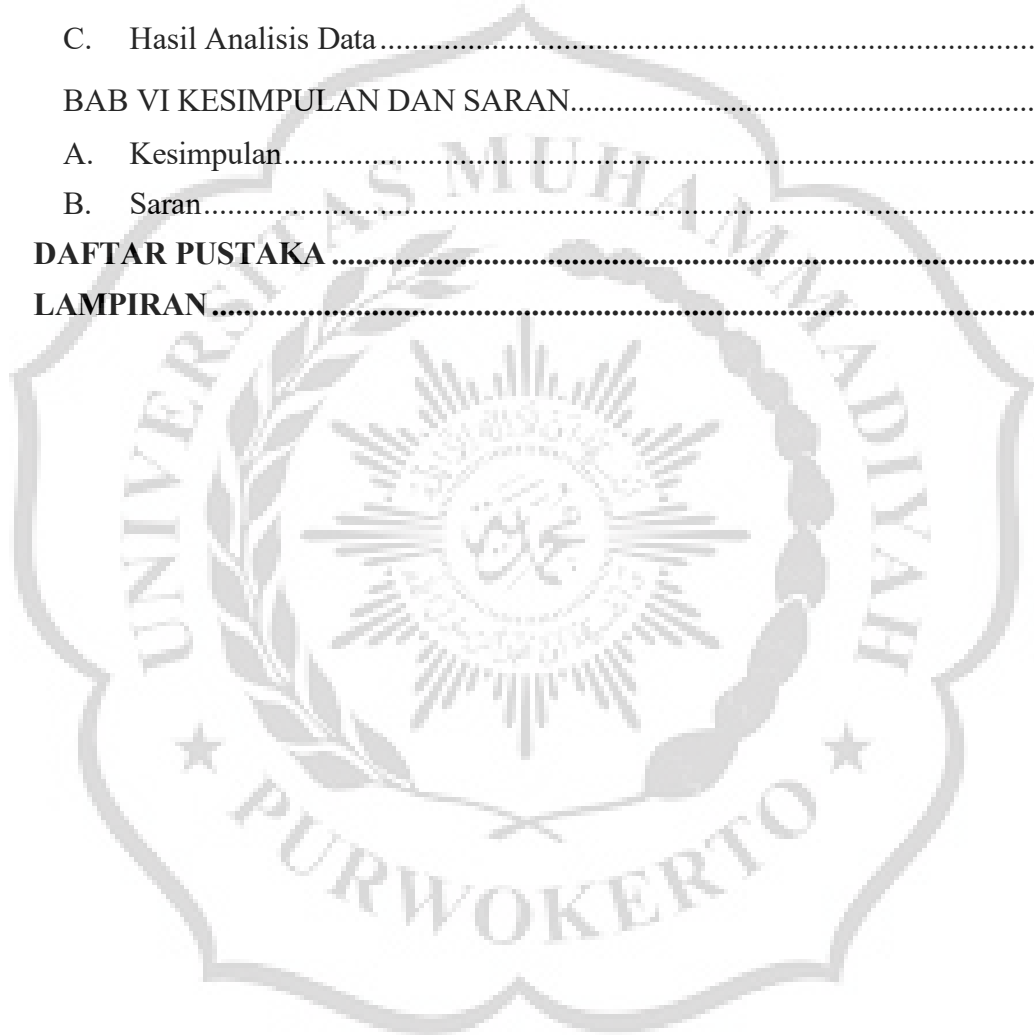 C. Hasil Analisis Data..........................................................................................
BAB VI KESIMPULAN DAN SARAN..........................................................
A. Kesimpulan..............................................................................................
B. Saran........................................................................................................
DAFTAR PUSTAKA.......................................................................................
LAMPIRAN......................................................................................................
UNIVERSITAS MUHAMMADIYAH
PURWOKERTO